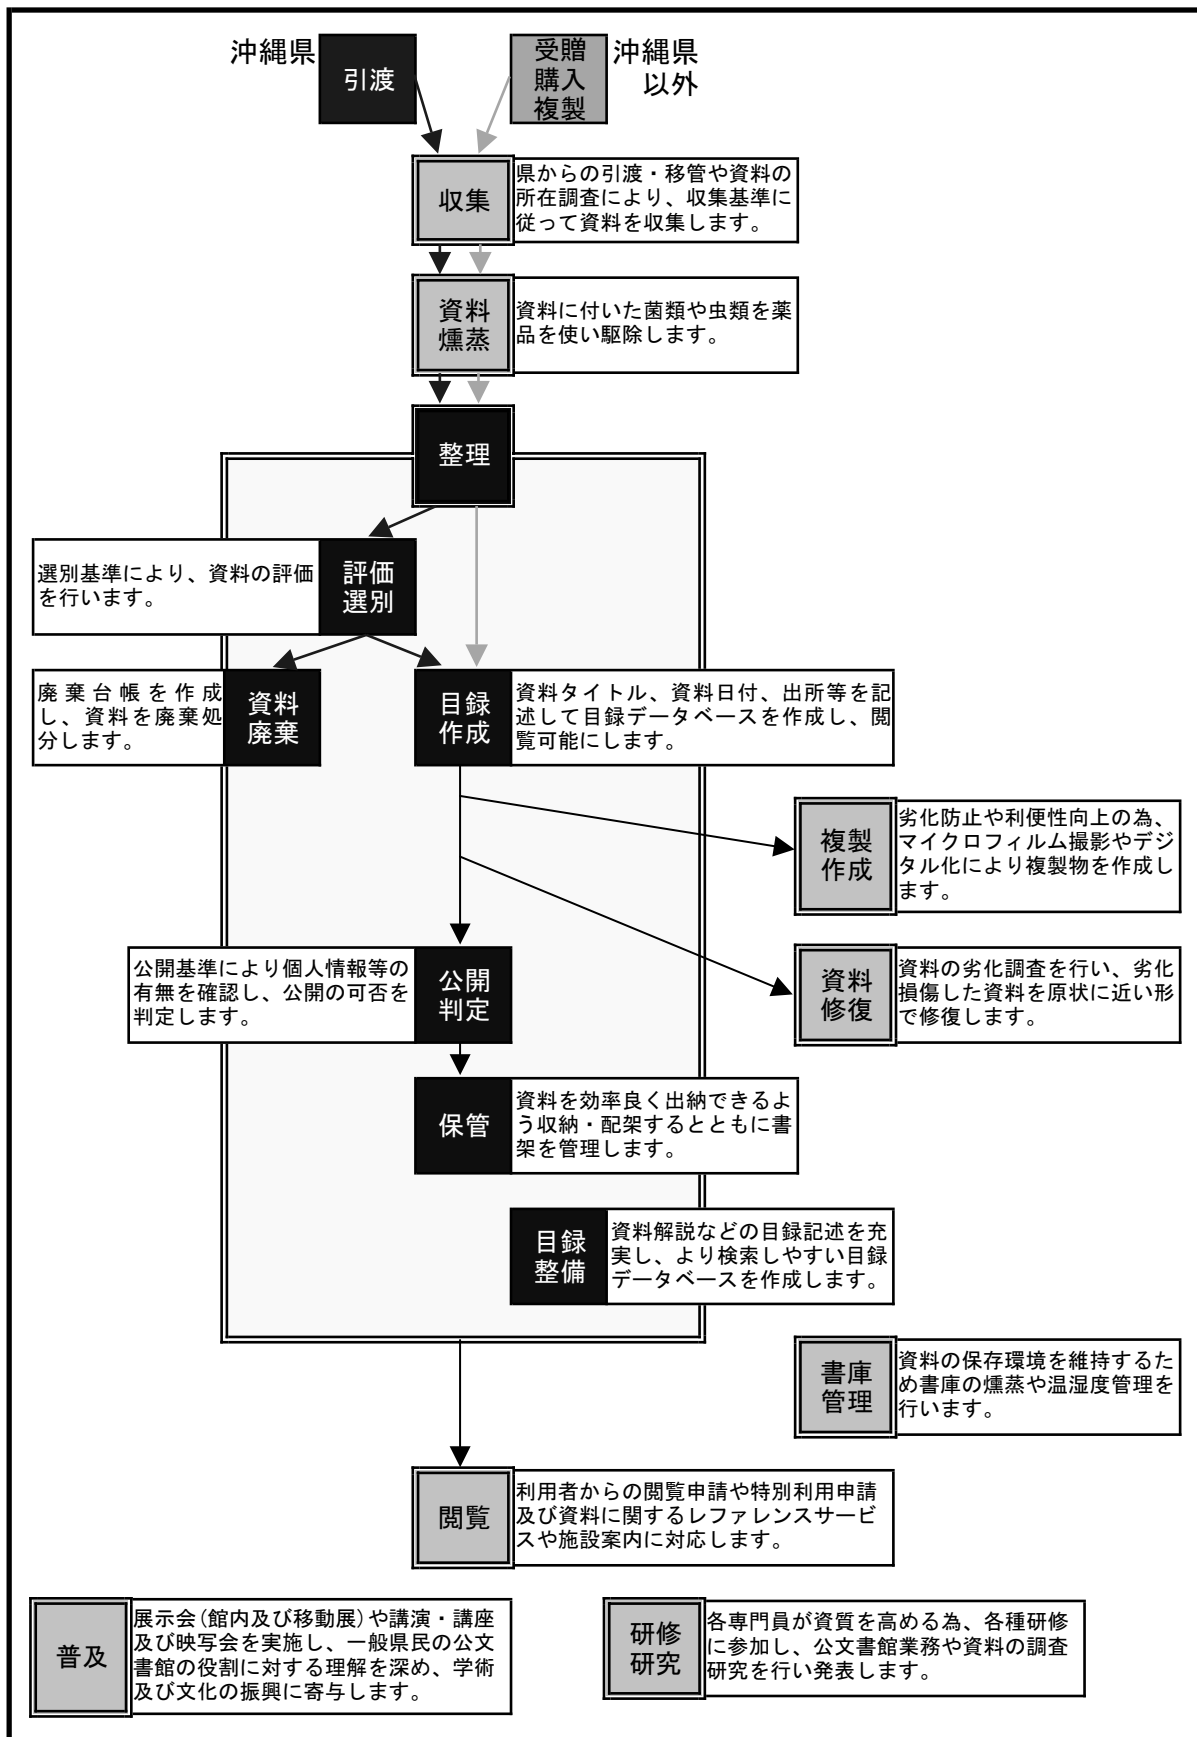 沖縄県
引渡
受贈
購入
複製
沖縄県
以外
収集
県からの引渡・移管や資料の
所在調査により、収集基準に
従って資料を収集します。
資料
燻蒸
資料に付いた菌類や虫類を薬
品を使い駆除します。
整理
選別基準により、資料の評価
を行います。
評価
選別
廃棄台帳を作成
し、資料を廃棄処
分します。
資料
廃棄
目録
作成
資料タイトル、資料日付、出所等を記
述して目録データベースを作成し、閲
覧可能にします。
複製
作成
劣化防止や利便性向上の為、
マイクロフィルム撮影やデジ
タル化により複製物を作成し
ます。
公開基準により個人情報等の
有無を確認し、公開の可否を
判定します。
公開
判定
資料
修復
資料の劣化調査を行い、劣化
損傷した資料を原状に近い形
で修復します。
保管
資料を効率良く出納できるよ
う収納・配架するとともに書
架を管理します。
目録
整備
資料解説などの目録記述を充
実し、より検索しやすい目録
データベースを作成します。
書庫
管理
資料の保存環境を維持するた
め書庫の燻蒸や温湿度管理を
行います。
閲覧
利用者からの閲覧申請や特別利用申請
及び資料に関するレファレンスサービ
スや施設案内に対応します。
普及
展示会(館内及び移動展)や講演・講座
及び映写会を実施し、一般県民の公文
書館の役割に対する理解を深め、学術
及び文化の振興に寄与します。
研修
研究
各専門員が資質を高める為、各種研修
に参加し、公文書館業務や資料の調査
研究を行い発表します。